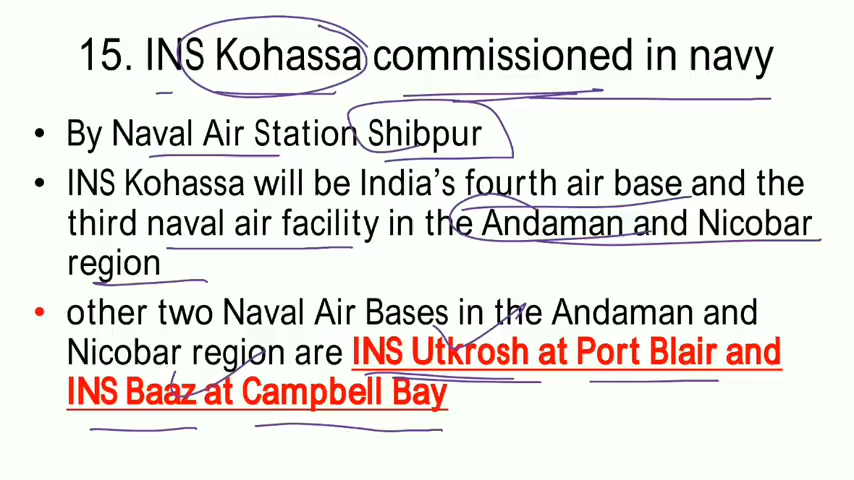 15. INS Kohassa commissioned in navy
• By Naval Air Station Shibpur
• INS Kohassa will be India's fourth air base and the
third naval air facility in the Andaman and Nicobar
region
• other two Naval Air Bases in the Andaman and
Nicobar region are INS Utkrosh at Port Blair and
INS Baaz at Campbell Bay